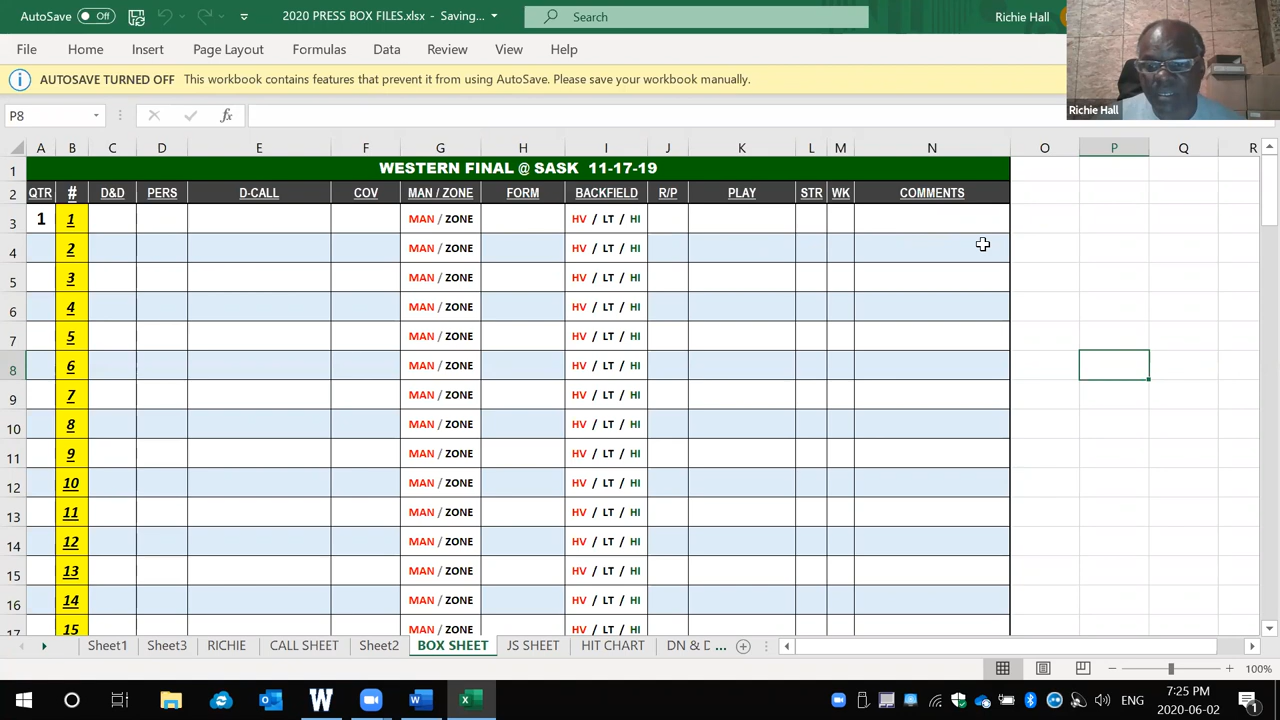 AutoSave Off 2020 PRESS BOX FILES.xlsx - Saving... Search Richie Hall
File Home Insert Page Layout Formulas Data Review View Help
AUTOSAVE TURNED OFF This workbook contains features that prevent it from using AutoSave. Please save your workbook manually.
Richie Hall
P8 fx
A B C D E F G H I J K L M N O P Q R
1 WESTERN FINAL @ SASK 11-17-19
2 QTR # D&D PERS D-CALL COV MAN / ZONE FORM BACKFIELD R/P PLAY STR WK COMMENTS
3 1 1 MAN / ZONE HV / LT / HI
4 2 MAN / ZONE HV / LT / HI
5 3 MAN / ZONE HV / LT / HI
6 4 MAN / ZONE HV / LT / HI
7 5 MAN / ZONE HV / LT / HI
8 6 MAN / ZONE HV / LT / HI
9 7 MAN / ZONE HV / LT / HI
10 8 MAN / ZONE HV / LT / HI
11 9 MAN / ZONE HV / LT / HI
12 10 MAN / ZONE HV / LT / HI
13 11 MAN / ZONE HV / LT / HI
14 12 MAN / ZONE HV / LT / HI
15 13 MAN / ZONE HV / LT / HI
16 14 MAN / ZONE HV / LT / HI
17 15 MAN / ZONE HV / LT / HI
Sheet1 Sheet3 RICHIE CALL SHEET Sheet2 BOX SHEET JS SHEET HIT CHART DN & D ...
100%
ENG 7:25 PM
2020-06-02 1